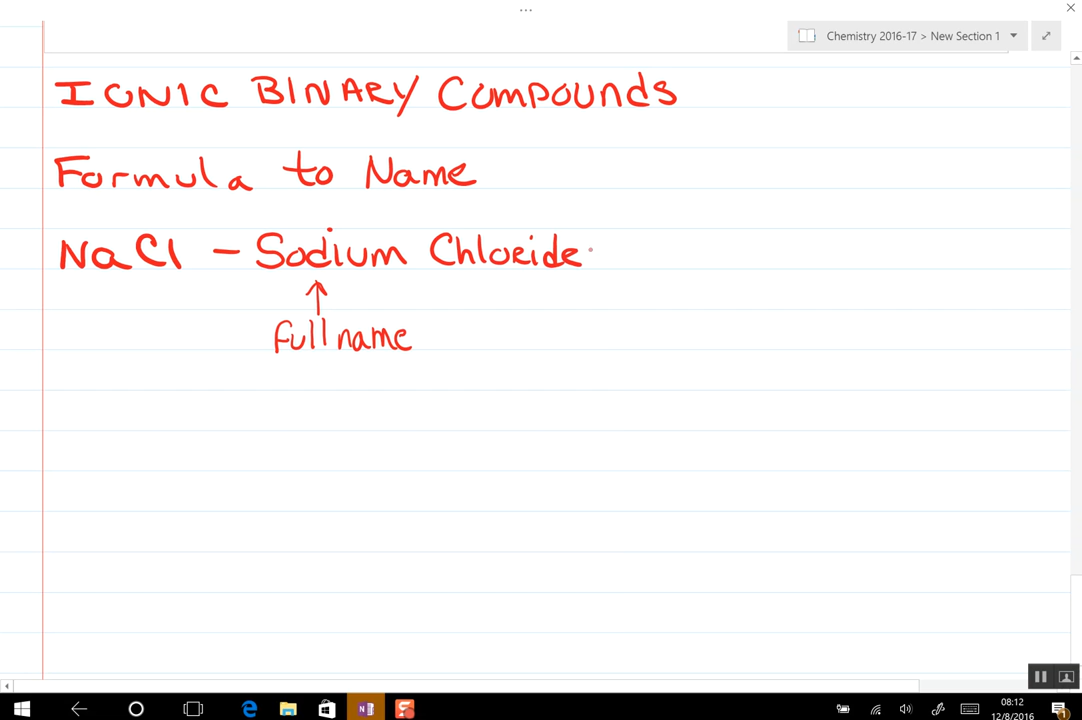 ...
Chemistry 2016-17 > New Section 1
IONIC BINARY COMPOUNDS
Formula to Name
NaCl - Sodium Chloride
↑
full name
08:12
12/8/2016
1